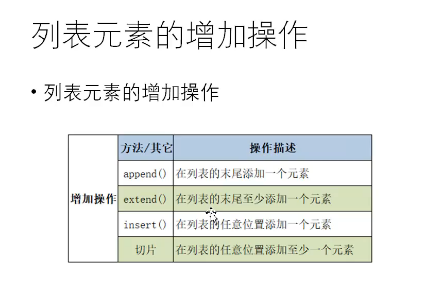 列表元素的增加操作
• 列表元素的增加操作
方法/其它 操作描述
append() 在列表的末尾添加一个元素
增加操作 extend() 在列表的末尾至少添加一个元素
insert() 在列表的任意位置添加一个元素
切片 在列表的任意位置添加至少一个元素